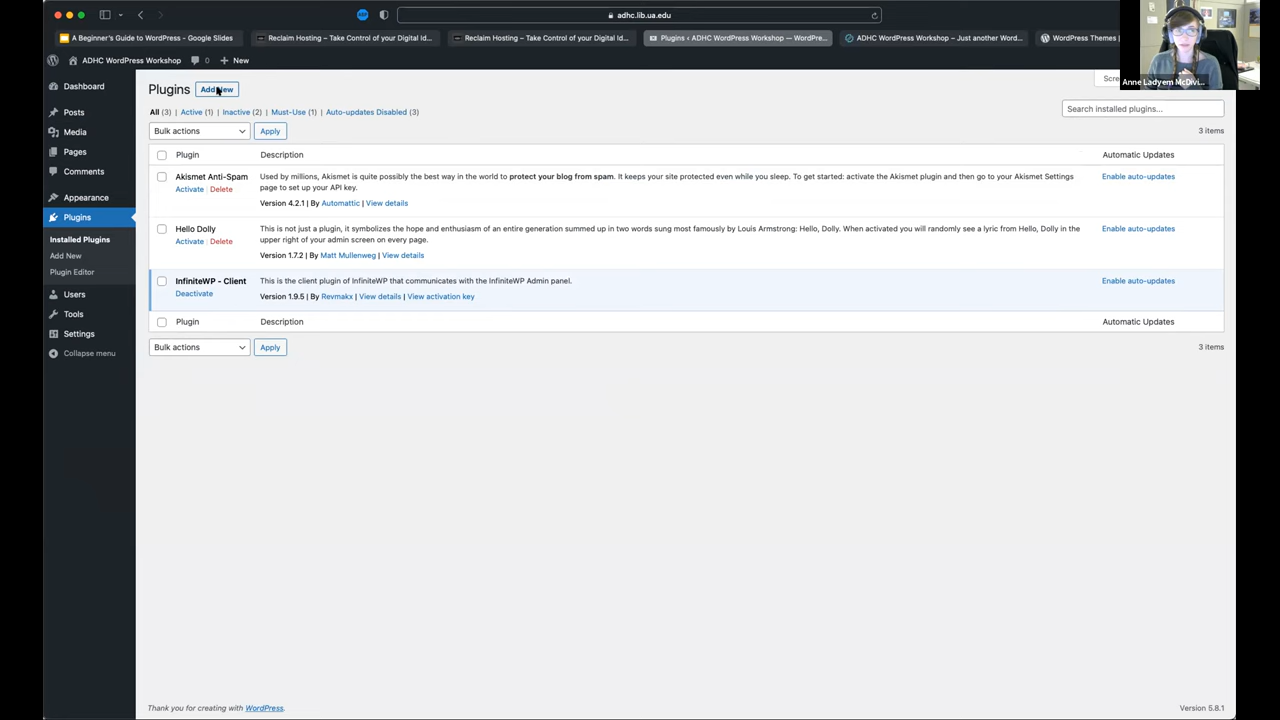 adhc.lib.ua.edu
A Beginner's Guide to WordPress - Google Slides
Reclaim Hosting – Take Control of your Digital Id...
Reclaim Hosting – Take Control of your Digital Id...
Plugins ‹ ADHC WordPress Workshop — WordPre...
ADHC WordPress Workshop – Just another Word...
WordPress Themes |
ADHC WordPress Workshop
0
New
Anne Ladyem McDivi...
Dashboard
Posts
Media
Pages
Comments
Appearance
Plugins
Installed Plugins
Add New
Plugin Editor
Users
Tools
Settings
Collapse menu
Plugins
Add New
Scre
All (3) | Active (1) | Inactive (2) | Must-Use (1) | Auto-updates Disabled (3)
Search installed plugins...
Bulk actions
Apply
3 items
Plugin
Description
Automatic Updates
Akismet Anti-Spam
Activate | Delete
Used by millions, Akismet is quite possibly the best way in the world to protect your blog from spam. It keeps your site protected even while you sleep. To get started: activate the Akismet plugin and then go to your Akismet Settings
page to set up your API key.
Version 4.2.1 | By Automattic | View details
Enable auto-updates
Hello Dolly
Activate | Delete
This is not just a plugin, it symbolizes the hope and enthusiasm of an entire generation summed up in two words sung most famously by Louis Armstrong: Hello, Dolly. When activated you will randomly see a lyric from Hello, Dolly in the
upper right of your admin screen on every page.
Version 1.7.2 | By Matt Mullenweg | View details
Enable auto-updates
InfiniteWP - Client
Deactivate
This is the client plugin of InfiniteWP that communicates with the InfiniteWP Admin panel.
Version 1.9.5 | By Revmakx | View details | View activation key
Enable auto-updates
Plugin
Description
Automatic Updates
Bulk actions
Apply
3 items
Thank you for creating with WordPress.
Version 5.8.1